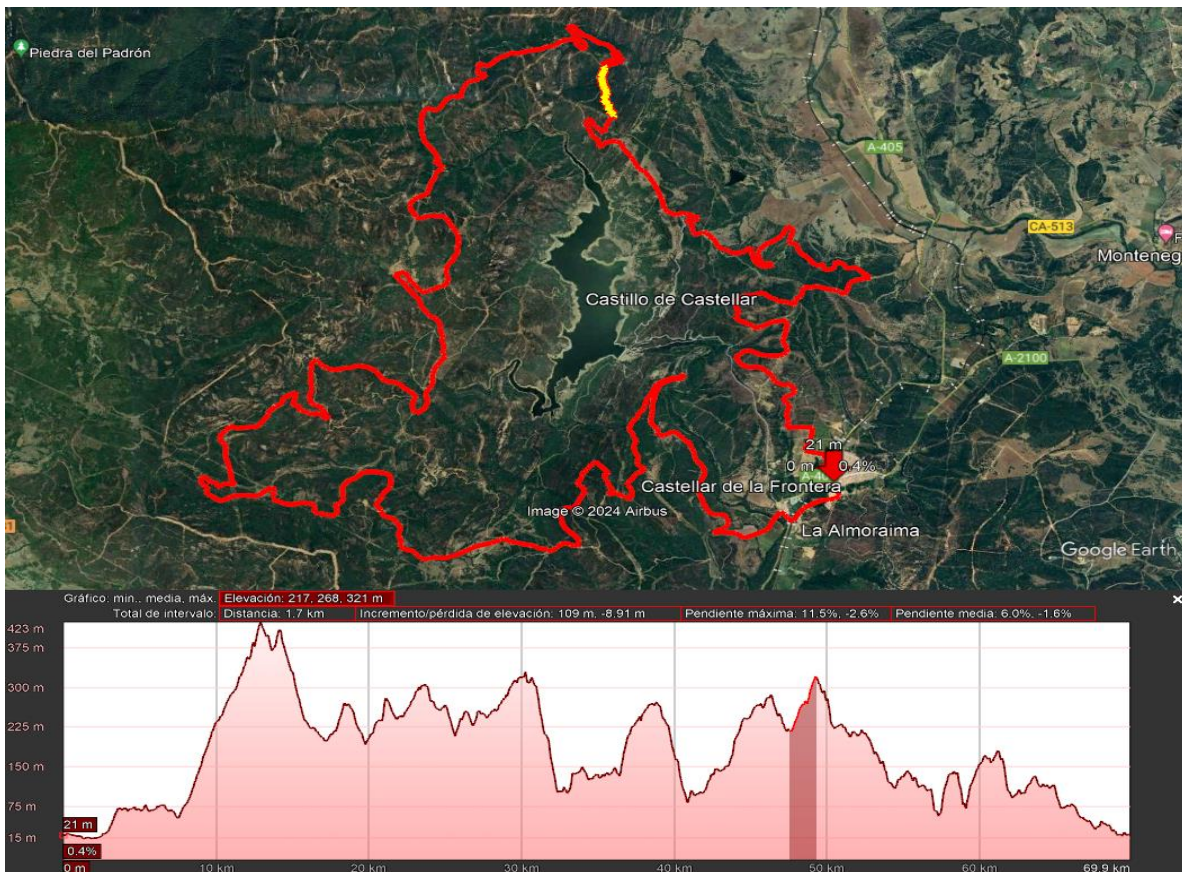 Piedra del Padrón
A-405
CA-513
Monteneg
Castillo de Castellar
A-2100
21 m
0 m
0.4%
Castellar de la Frontera
Image © 2024 Airbus
La Almoraima
Google Earth
Gráfico: min., media, máx. Elevación: 217, 268, 321 m
Total de intervalo: Distancia: 1.7 km Incremento/pérdida de elevación: 109 m, -8.91 m Pendiente máxima: 11.5%, -2.6% Pendiente media: 6.0%, -1.6%
423 m
375 m
300 m
225 m
150 m
75 m
21 m
15 m
0.4%
0 m 10 km 20 km 30 km 40 km 50 km 60 km 69.9 km